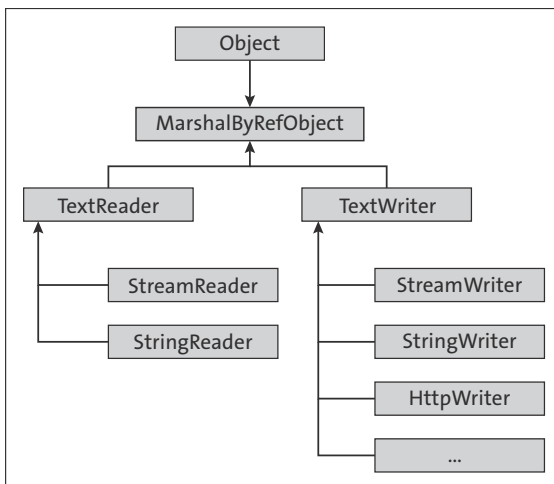 Object
MarshalByRefObject
TextReader
TextWriter
StreamReader
StreamWriter
StringReader
StringWriter
HttpWriter
...